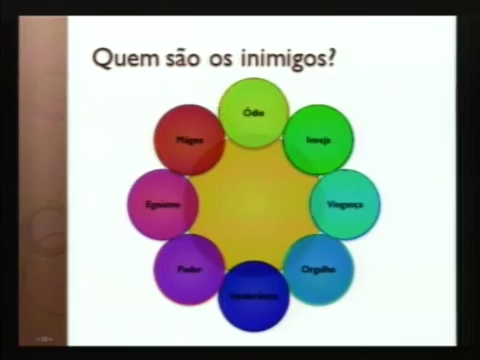 Quem são os inimigos?
Ódio
Inveja
Vingança
Orgulho
Poder
Egoísmo
Mágoa